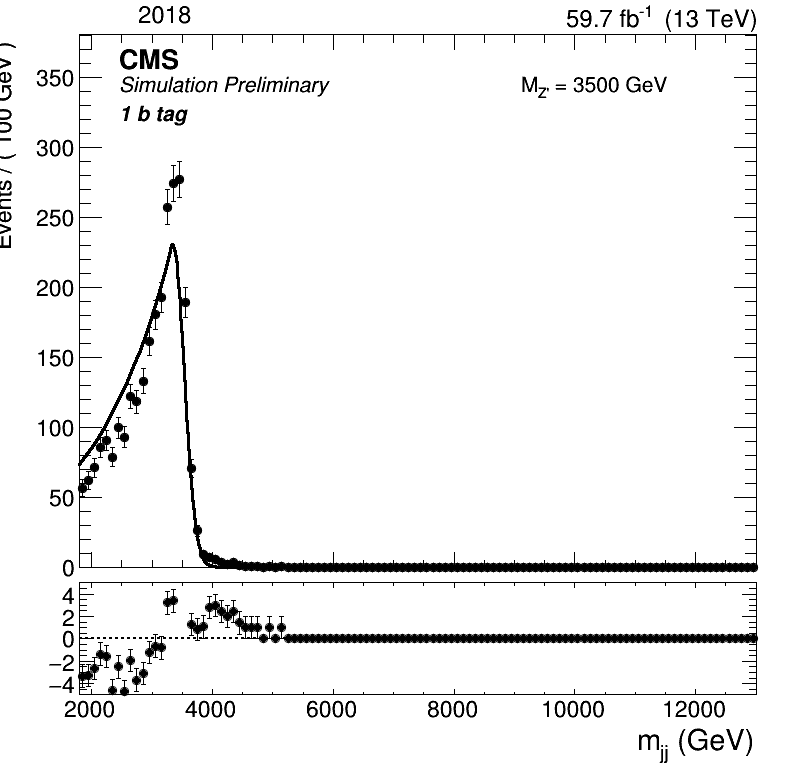 2018
59.7 fb-1 (13 TeV)
CMS
Simulation Preliminary
1 b tag
MZ' = 3500 GeV
Events / ( 100 GeV )
350
300
250
200
150
100
50
0
4
2
0
−2
−4
2000 4000 6000 8000 10000 12000
mjj (GeV)